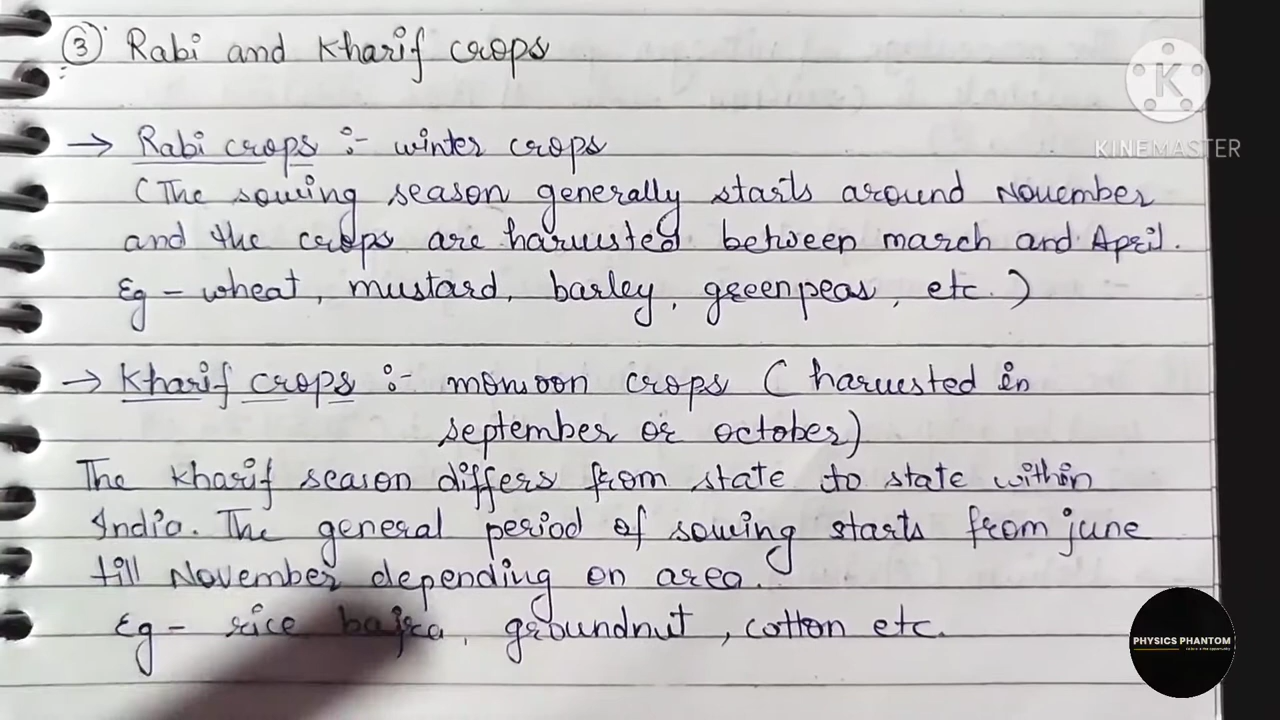 ③ Rabi and Kharif crops
→ Rabi crops :- winter crops
(The sowing season generally starts around November
and the crops are harvested between march and April.
Eg - wheat, mustard, barley, green peas, etc.)
→ Kharif crops :- monsoon crops ( harvested in
september or october)
The kharif season differs from state to state within
India. The general period of sowing starts from june
till November depending on area.
Eg - rice bajra, groundnut, cotton etc.
K
KINEMASTER
PHYSICS PHANTOM